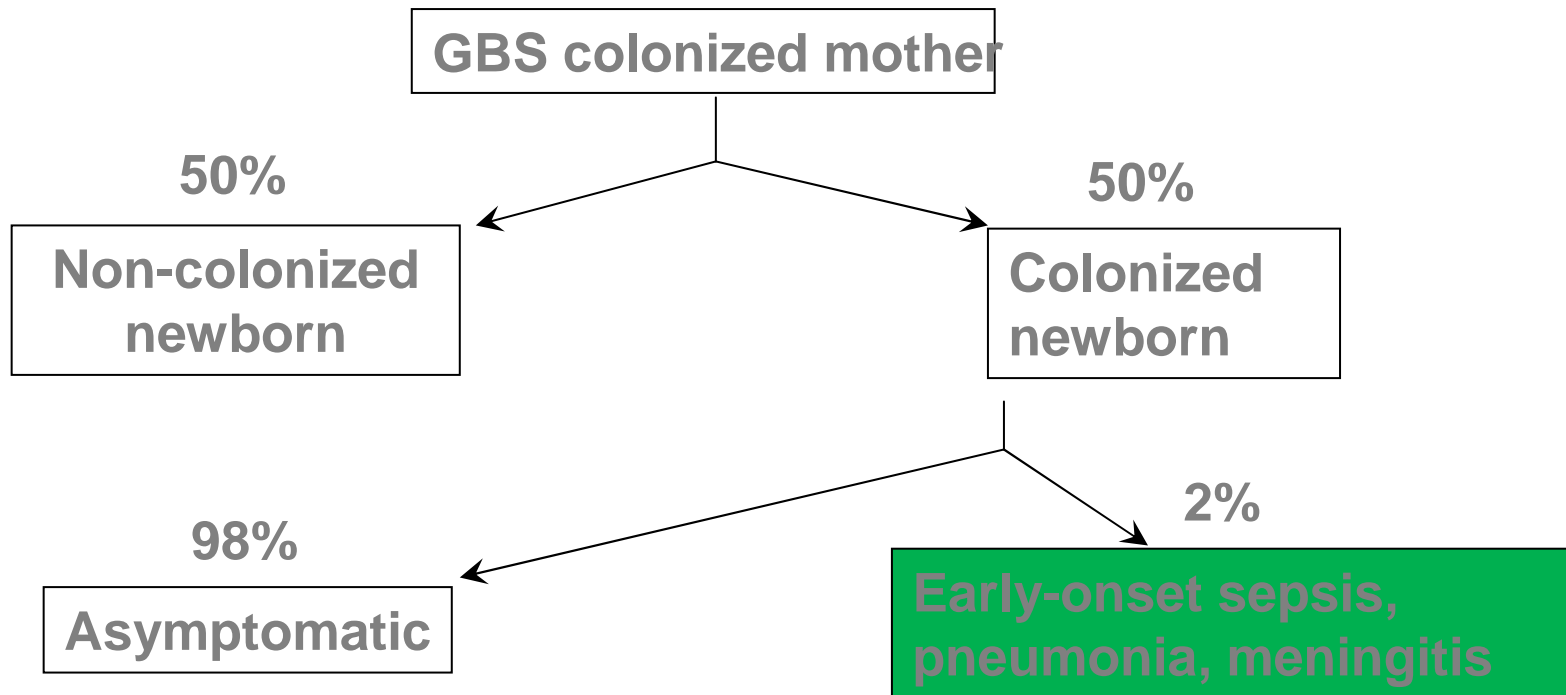 GBS colonized mother
50%
50%
Non-colonized
newborn
Colonized
newborn
98%
2%
Asymptomatic
Early-onset sepsis,
pneumonia, meningitis